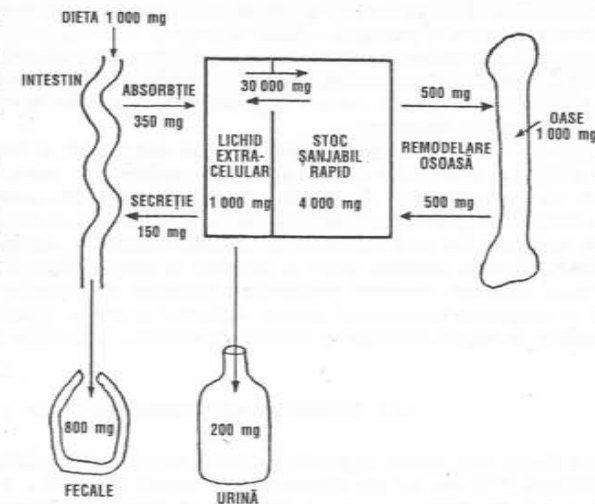 DIETA 1 000 mg
INTESTIN
ABSORBȚIE
350 mg
30 000 mg
500 mg
OASE
1 000 mg
LICHID
EXTRA-
CELULAR
1 000 mg
STOC
ȘANJABIL
RAPID
4 000 mg
REMODELARE
OSOASĂ
SECREȚIE
150 mg
500 mg
800 mg
200 mg
FECALE
URINĂ